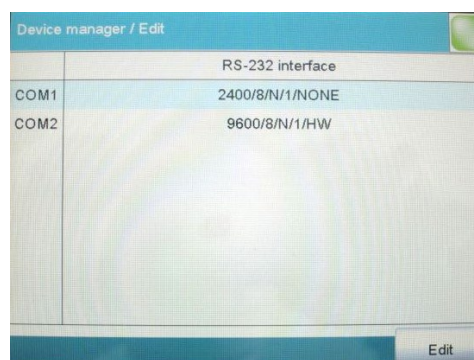 Device manager / Edit
RS-232 interface
COM1 2400/8/N/1/NONE
COM2 9600/8/N/1/HW
Edit